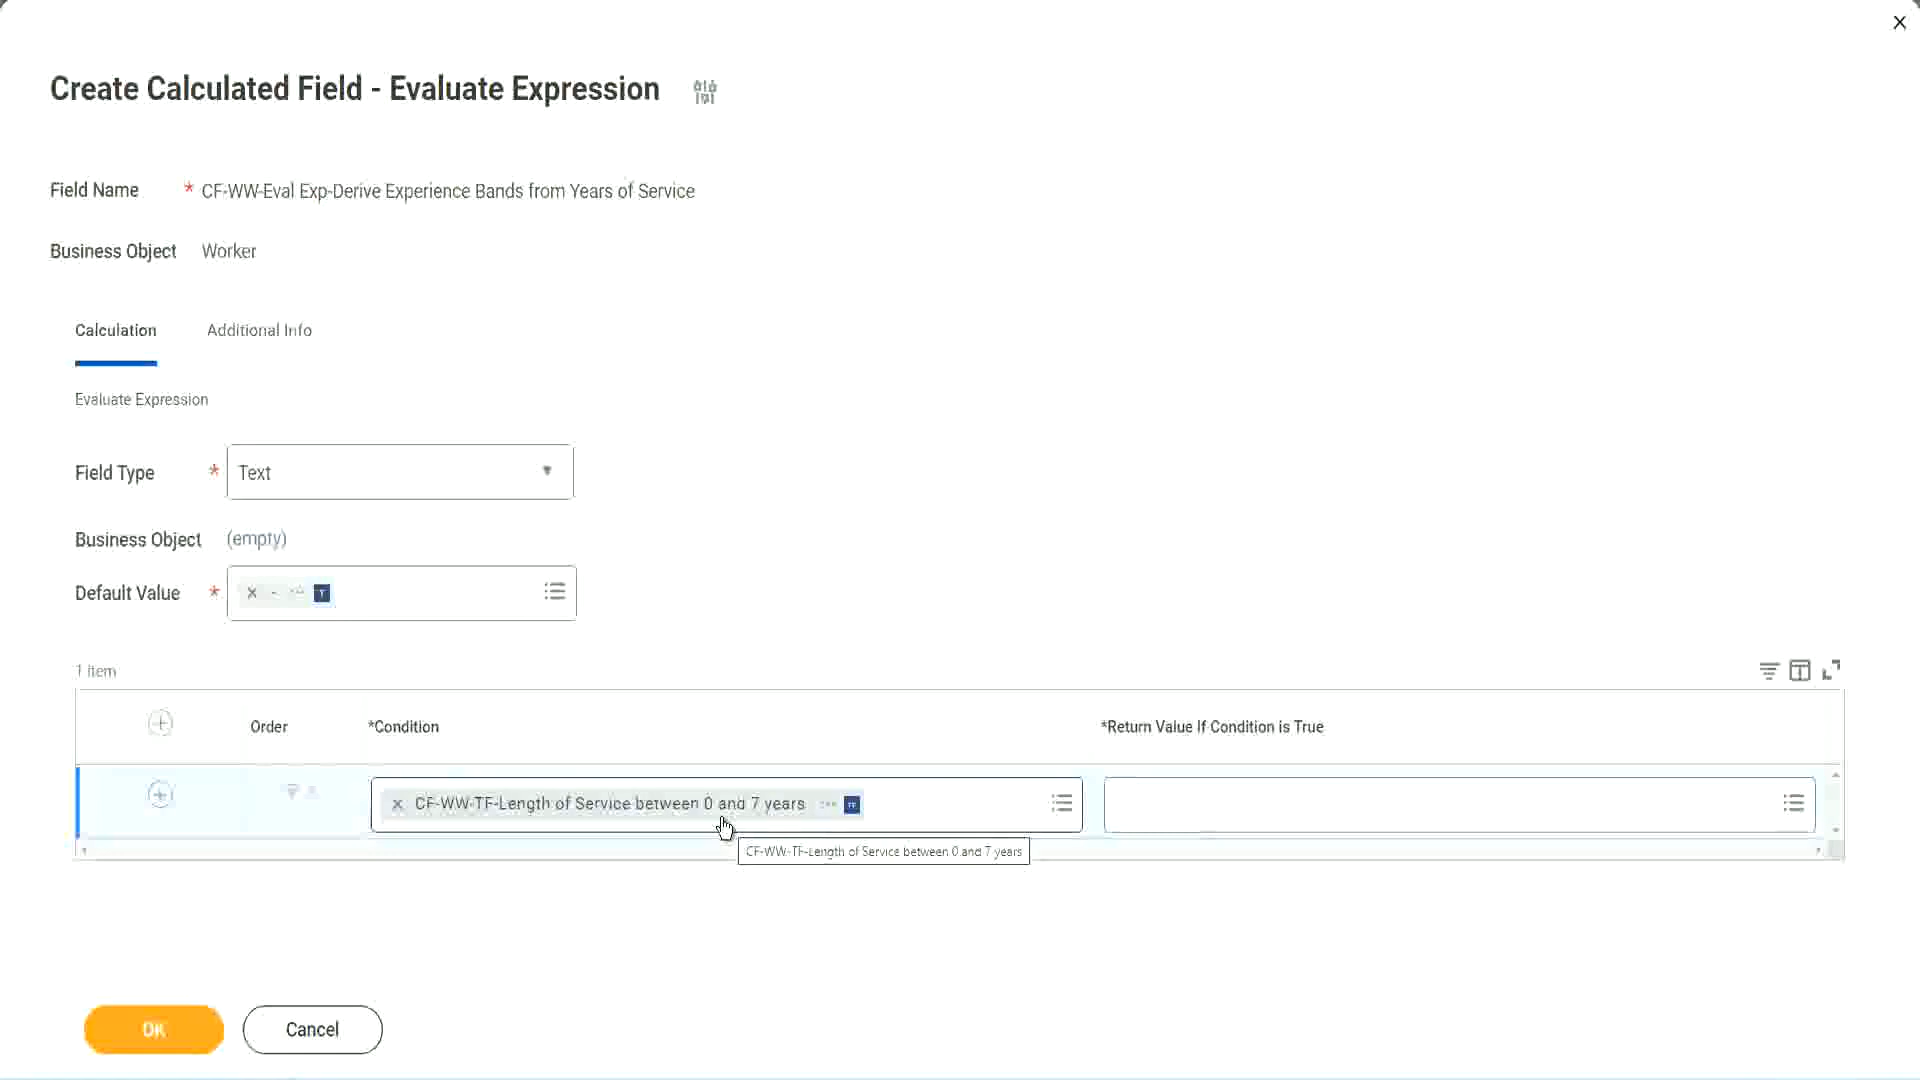 Create Calculated Field - Evaluate Expression
Field Name * CF-WW-Eval Exp-Derive Experience Bands from Years of Service
Business Object Worker
Calculation Additional Info
Evaluate Expression
Field Type * Text
Business Object (empty)
Default Value * × - T
1 item
Order *Condition *Return Value If Condition is True
× CF-WW-TF-Length of Service between 0 and 7 years TF
CF-WW-TF-Length of Service between 0 and 7 years
OK Cancel